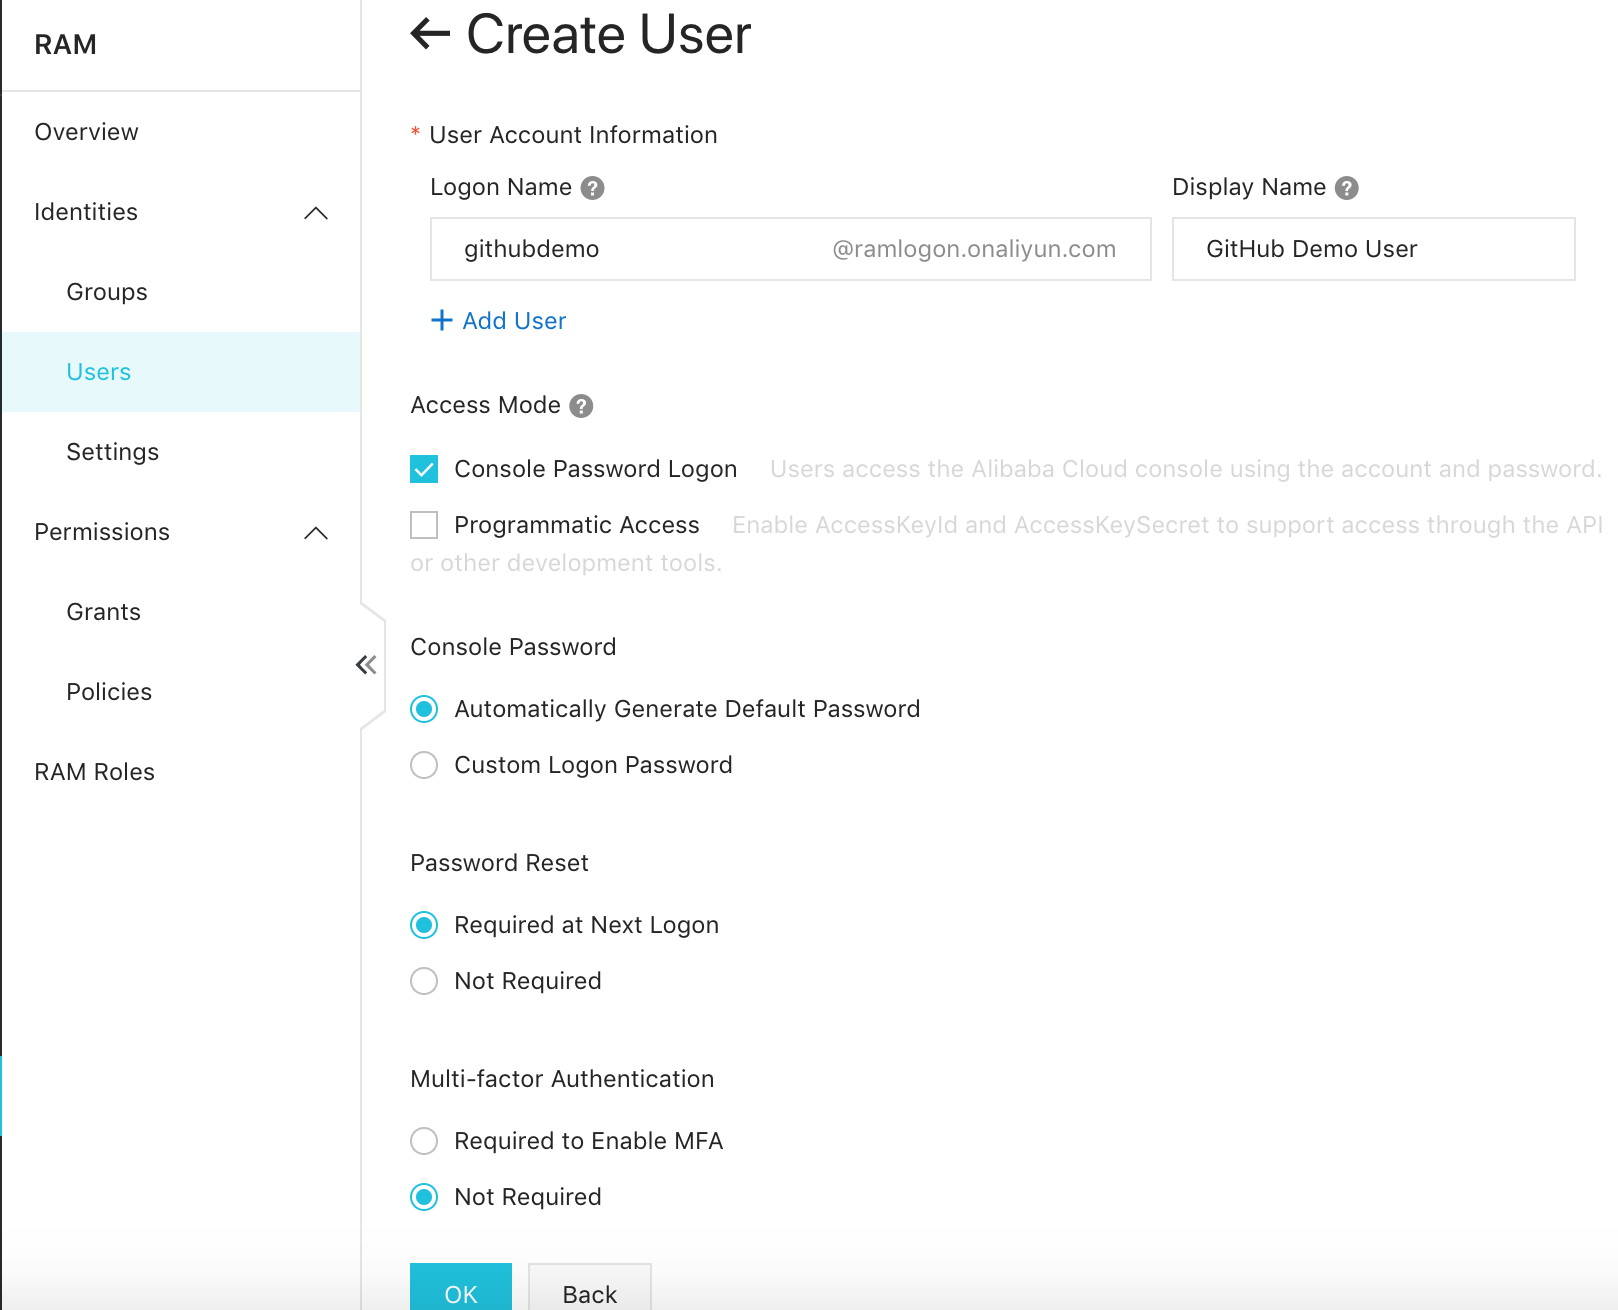 RAM
Overview
Identities
Groups
Users
Settings
Permissions
Grants
Policies
RAM Roles
Create User
* User Account Information
Logon Name ?
Display Name ?
githubdemo @ramlogon.onaliyun.com
GitHub Demo User
+ Add User
Access Mode ?
Console Password Logon Users access the Alibaba Cloud console using the account and password.
Programmatic Access Enable AccessKeyId and AccessKeySecret to support access through the API
or other development tools.
Console Password
Automatically Generate Default Password
Custom Logon Password
Password Reset
Required at Next Logon
Not Required
Multi-factor Authentication
Required to Enable MFA
Not Required
OK Back